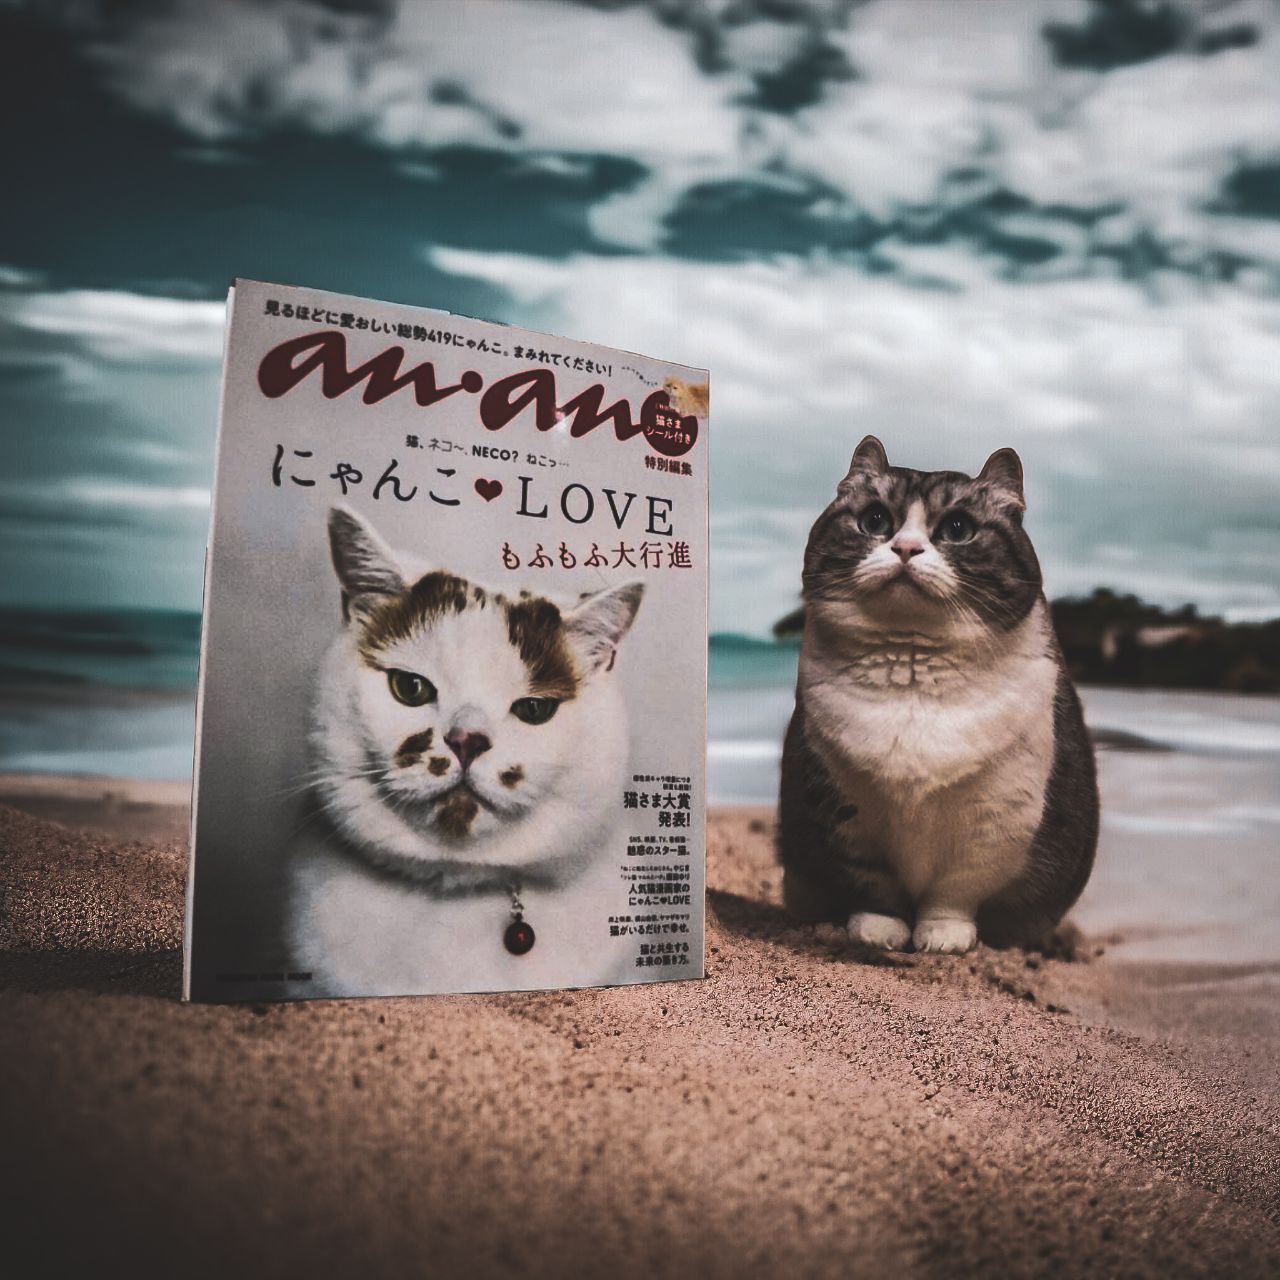 見るほどに愛おしい総勢419にゃんこ。まみれてください！
an・an
猫さま
シール付き
特別編集
猫、ネコ〜、NECO？ ねこっ…
にゃんこ♥LOVE
もふもふ大行進
猫さま大賞
発表！
SNS、映画、TV、書籍届…
魅惑のスター猫。
人気猫漫画家の
にゃんこ♥LOVE
猫がいるだけで幸せ。
猫と共生する
未来の築き方。